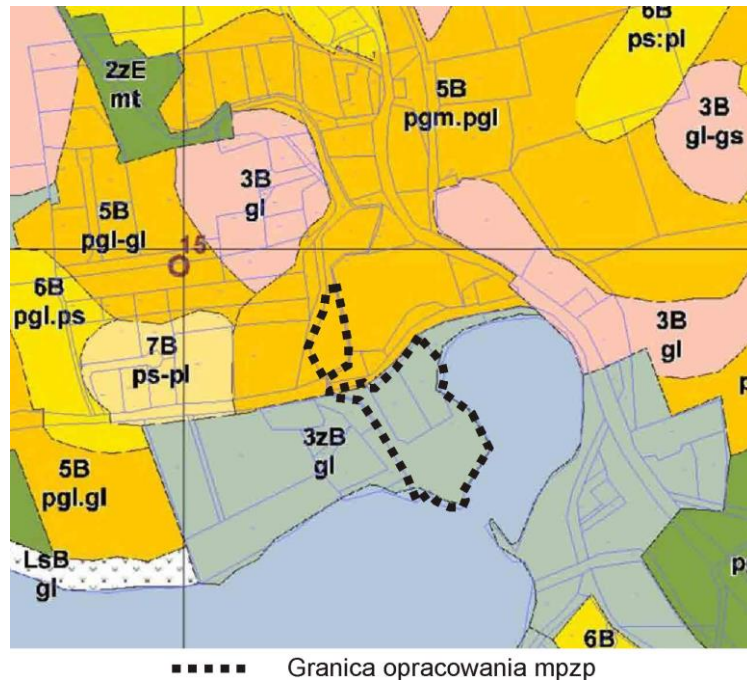 6B
ps:pl
2zE
mt
5B
pgm.pgl
3B
gl-gs
3B
gl
5B
pgl-gl
15
6B
pgl.ps
7B
ps-pl
3B
gl
p
3zB
gl
5B
pgl.gl
LsB
gl
p
6B
Granica opracowania mpzp